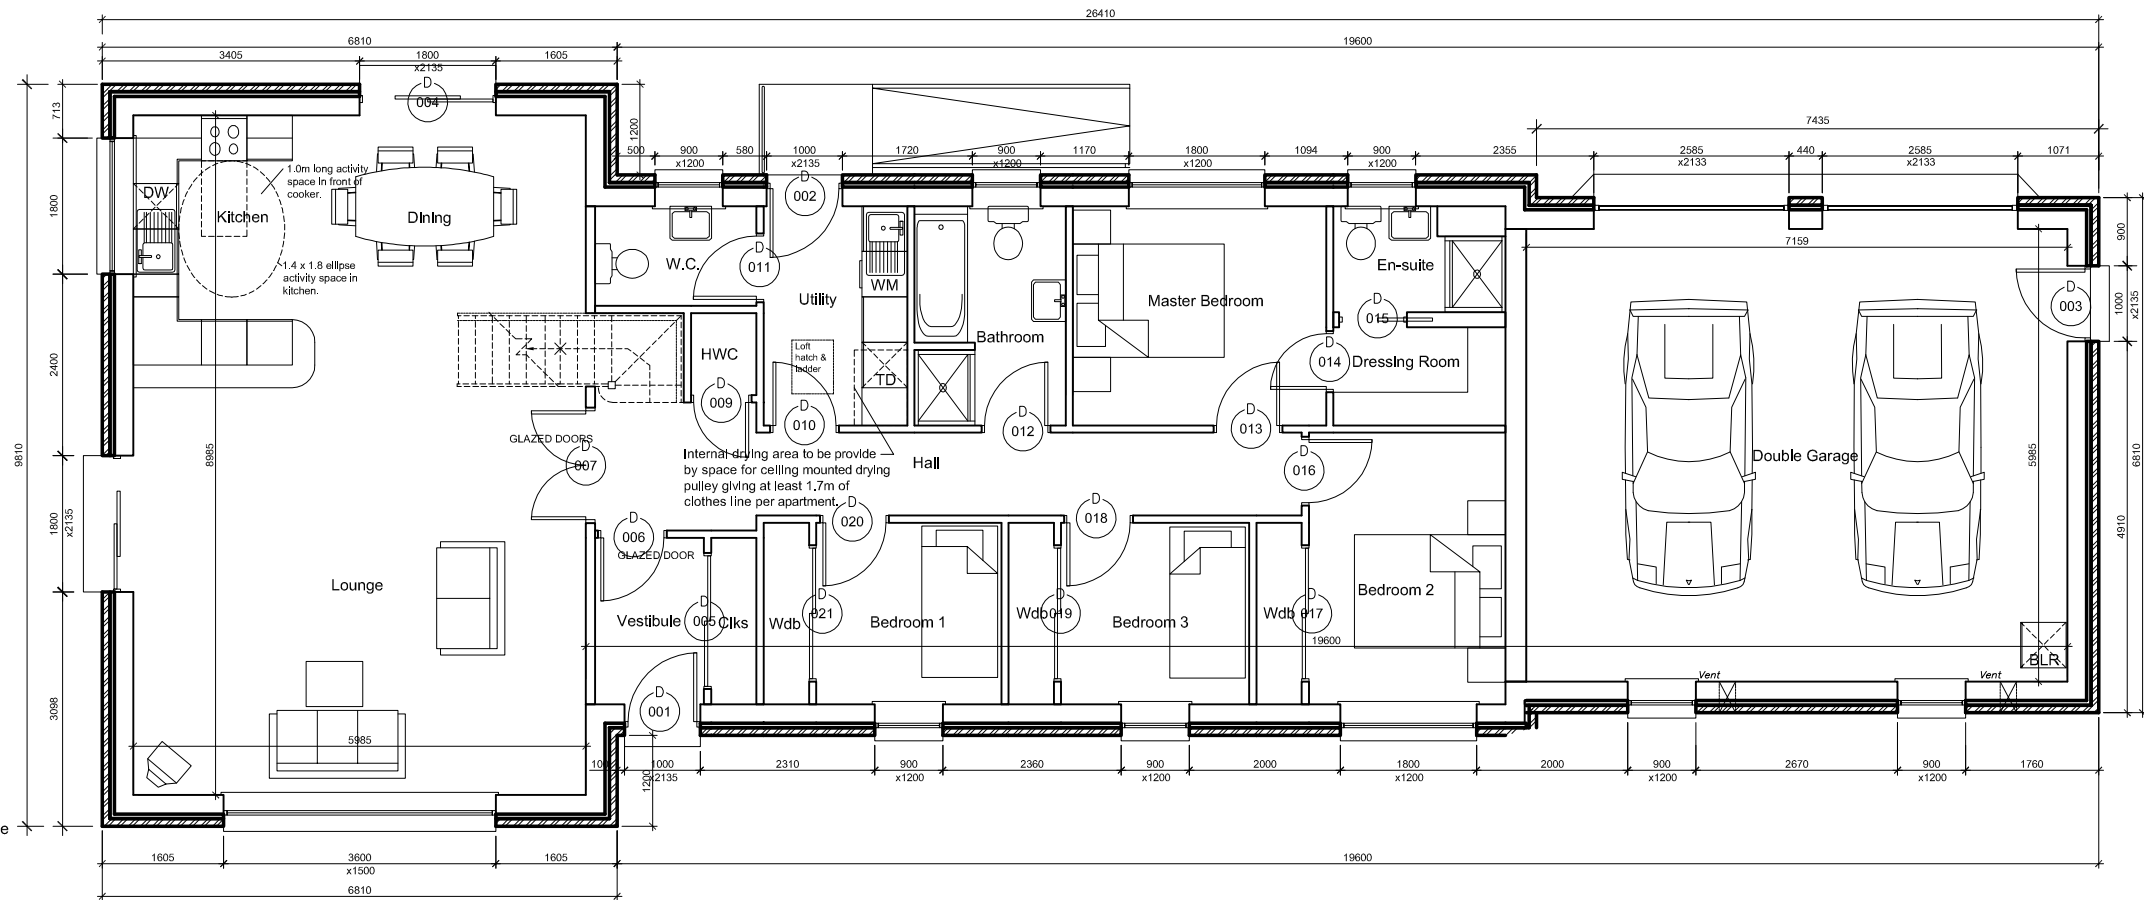 26410
6810
19600
3405
1800
x2135
1605
7435
500
900
x1200
580
1000
x2135
1720
900
x1200
1170
1800
x1200
1094
900
x1200
2355
2585
x2133
440
2585
x2133
1071
1200
7159
D
004
D
002
D
011
D
003
713
1800
2400
1800
x2135
3098
9810
8985
900
1000
x2135
4910
6810
5985
1.0m long activity
space in front of
cooker.
DW
Kitchen
Dining
1.4 x 1.8 ellipse
activity space in
kitchen.
W.C.
Utility
WM
Bathroom
Master Bedroom
En-suite
D
015
D
014
Dressing Room
HWC
Loft
hatch &
ladder
TD
D
009
D
010
D
012
D
013
GLAZED DOORS
D
007
Internal drying area to be provide
by space for ceiling mounted drying
pulley giving at least 1.7m of
clothes line per apartment.
Hall
D
016
Double Garage
D
006
GLAZED DOOR
D
020
D
018
Lounge
Vestibule
D
005
Clks
Wdb
D
021
Bedroom 1
Wdb
D
019
Bedroom 3
Wdb
D
017
Bedroom 2
19600
BLR
Vent
Vent
D
001
5985
100
1000
x2135
1200
2310
900
x1200
2360
900
x1200
2000
1800
x1200
2000
900
x1200
2670
900
x1200
1760
e
1605
3600
x1500
1605
19600
6810